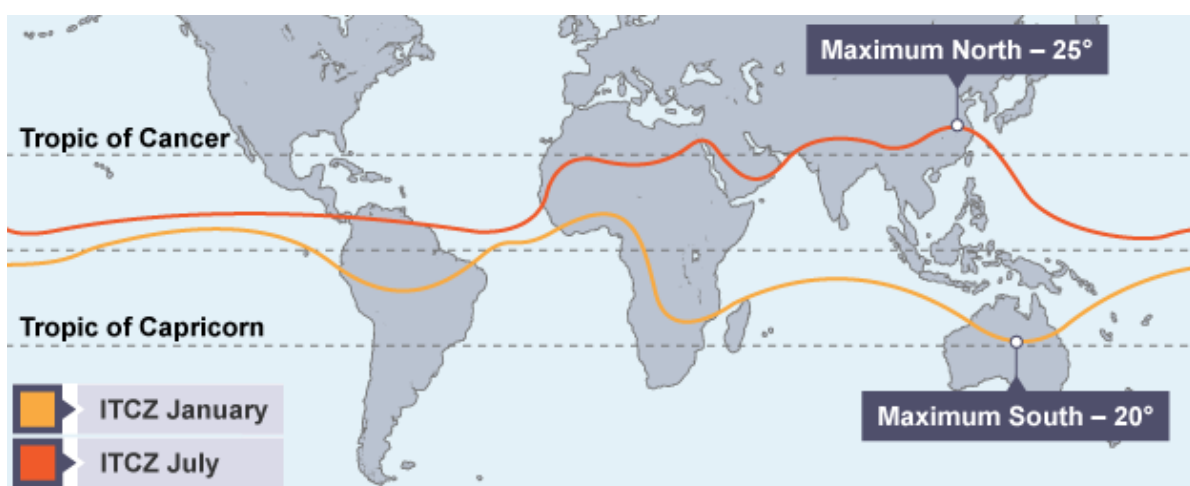 Maximum North – 25°
Tropic of Cancer
Tropic of Capricorn
ITCZ January
Maximum South – 20°
ITCZ July